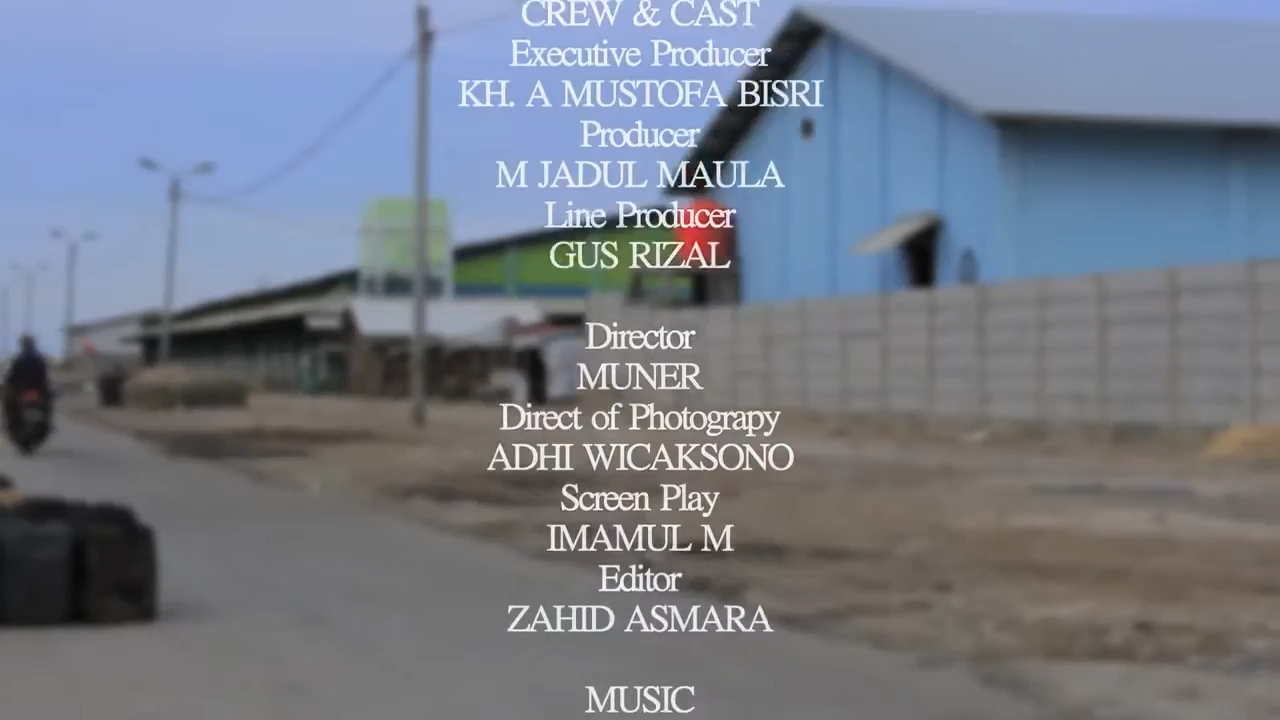 CREW & CAST
Executive Producer
KH. A MUSTOFA BISRI
Producer
M JADUL MAULA
Line Producer
GUS RIZAL
Director
MUNER
Direct of Photograpy
ADHI WICAKSONO
Screen Play
IMAMUL M
Editor
ZAHID ASMARA
MUSIC